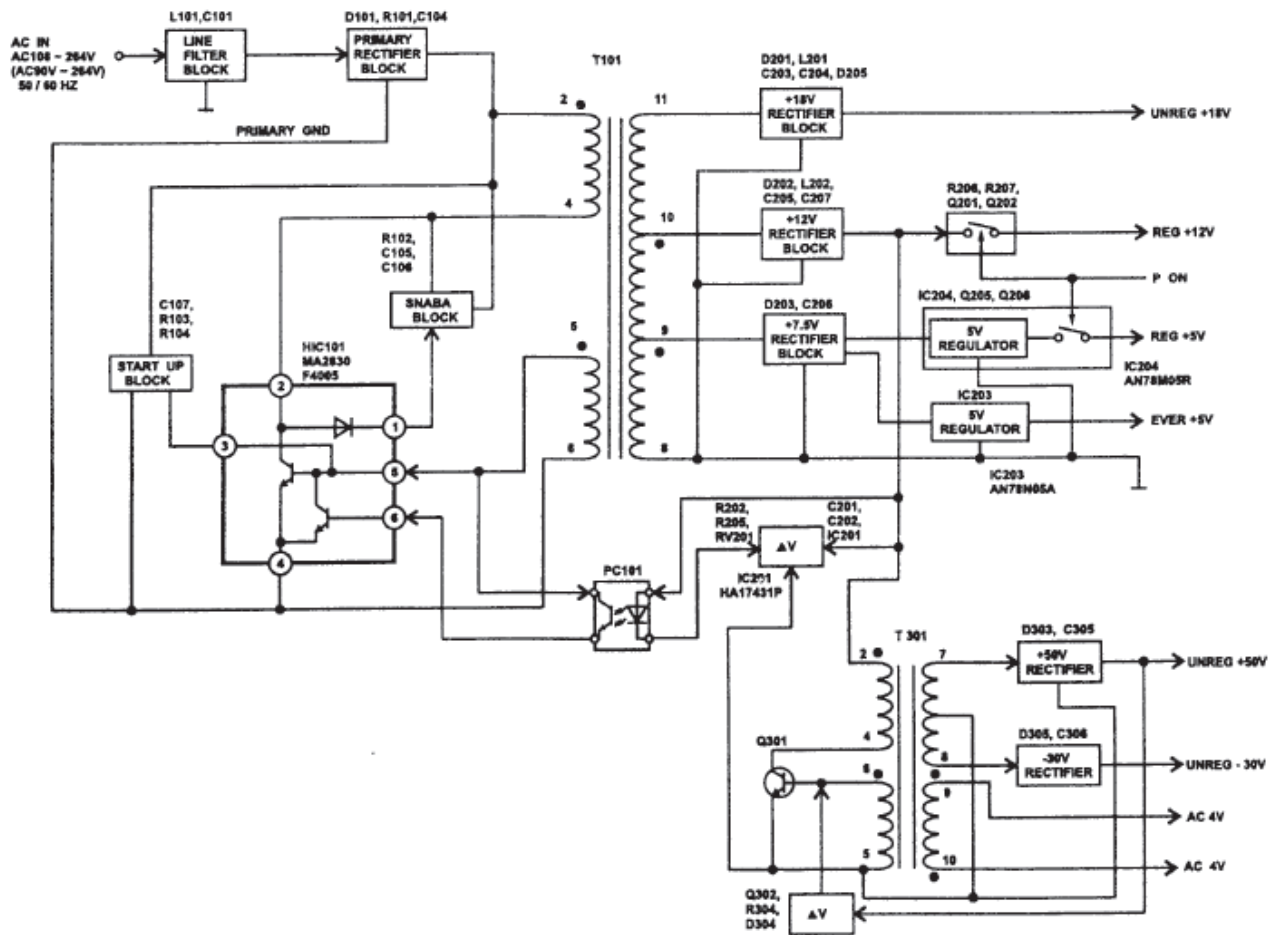 L101,C101
D101, R101,C104
AC IN
AC108 ~ 264V
(AC90V ~ 264V)
50 / 60 HZ
LINE
FILTER
BLOCK
PRIMARY
RECTIFIER
BLOCK
T101
D201, L201
C203, C204, D205
2
11
+18V
RECTIFIER
BLOCK
UNREG +18V
PRIMARY GND
D202, L202,
C205, C207
R206, R207,
Q201, Q202
4
10
+12V
RECTIFIER
BLOCK
REG +12V
R102,
C105,
C106
P ON
C107,
R103,
R104
SNABA
BLOCK
D203, C206
IC204, Q205, Q206
5
9
+7.5V
RECTIFIER
BLOCK
5V
REGULATOR
REG +5V
HIC101
MA2830
F4005
START UP
BLOCK
IC204
AN78M05R
2
IC203
1
5V
REGULATOR
EVER +5V
3
6
8
5
IC203
AN78N05A
6
R202,
R205,
RV201
C201,
C202,
IC201
4
PC101
△V
IC201
HA17431P
T 301
D303, C305
2
7
+50V
RECTIFIER
UNREG +50V
Q301
4
D305, C306
6
8
-30V
RECTIFIER
UNREG - 30V
9
AC 4V
5
10
AC 4V
Q302,
R304,
D304
△V